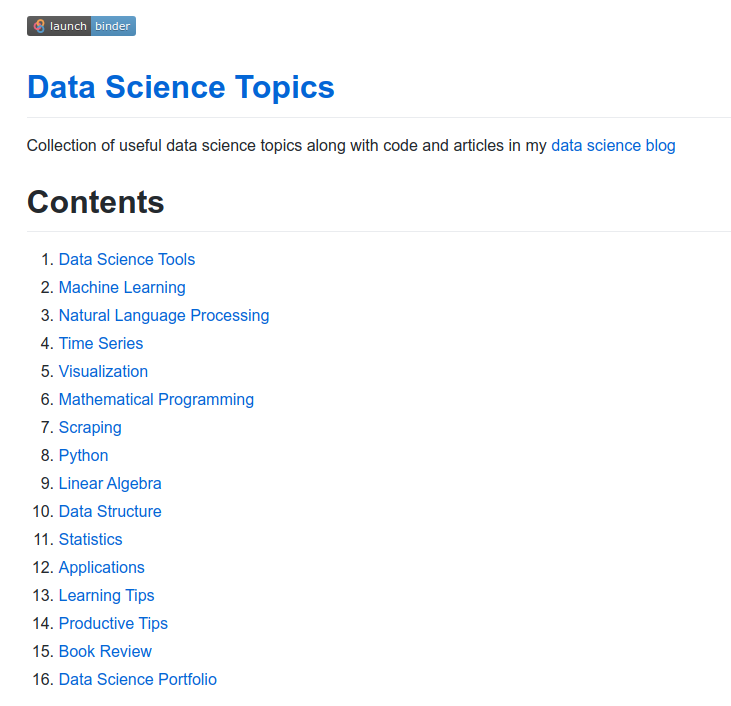 launch binder
Data Science Topics
Collection of useful data science topics along with code and articles in my data science blog
Contents
1. Data Science Tools
2. Machine Learning
3. Natural Language Processing
4. Time Series
5. Visualization
6. Mathematical Programming
7. Scraping
8. Python
9. Linear Algebra
10. Data Structure
11. Statistics
12. Applications
13. Learning Tips
14. Productive Tips
15. Book Review
16. Data Science Portfolio